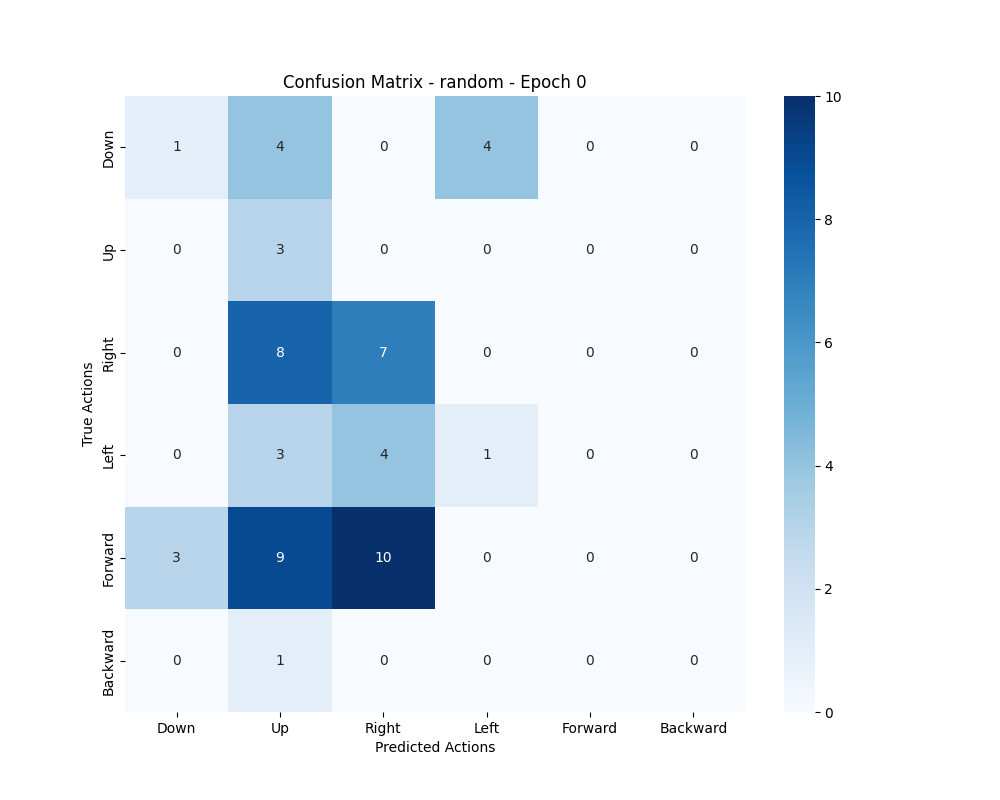 Confusion Matrix - random - Epoch 0
True Actions
Down 1 4 0 4 0 0
Up 0 3 0 0 0 0
Right 0 8 7 0 0 0
Left 0 3 4 1 0 0
Forward 3 9 10 0 0 0
Backward 0 1 0 0 0 0
Down Up Right Left Forward Backward
Predicted Actions
10
8
6
4
2
0